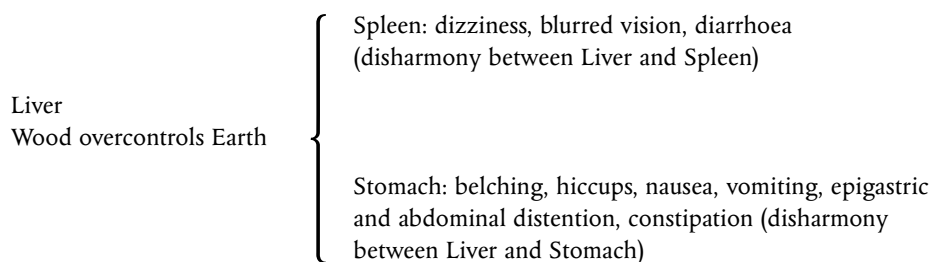 Spleen: dizziness, blurred vision, diarrhoea
(disharmony between Liver and Spleen)
Liver
Wood overcontrols Earth
Stomach: belching, hiccups, nausea, vomiting, epigastric
and abdominal distention, constipation (disharmony
between Liver and Stomach)